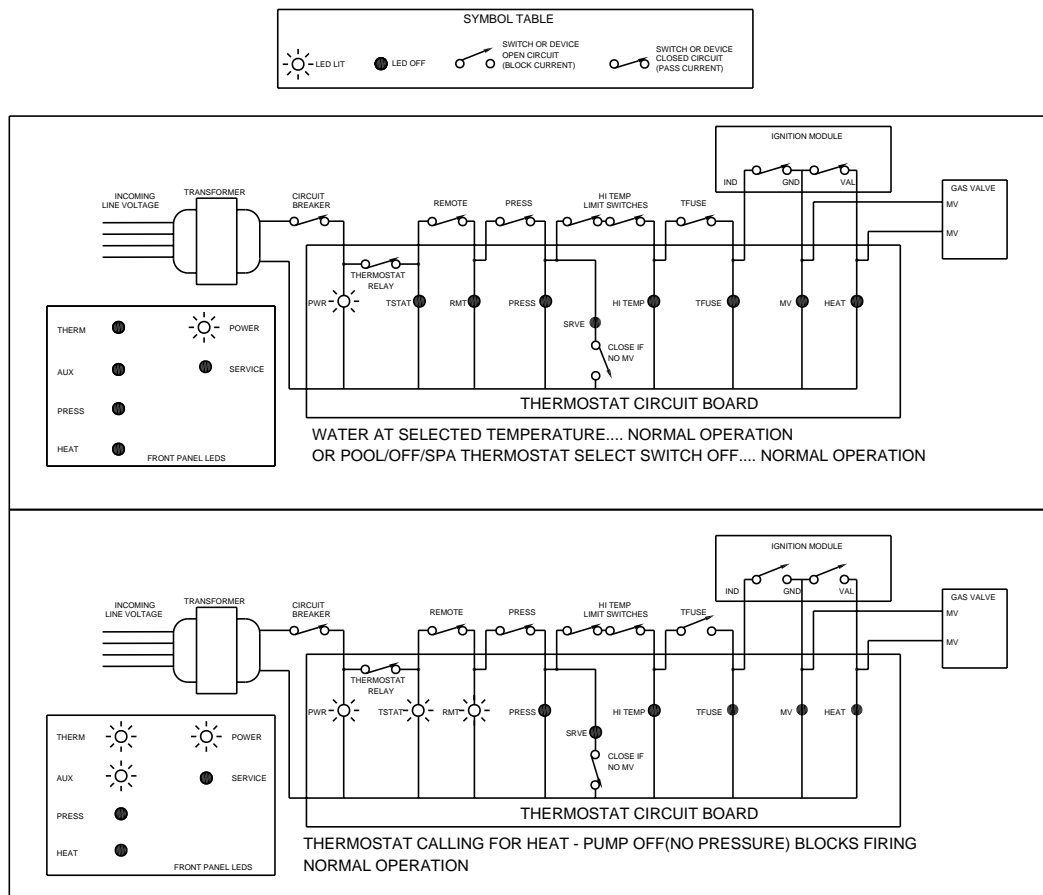 SYMBOL TABLE
LED LIT
LED OFF
SWITCH OR DEVICE
OPEN CIRCUIT
(BLOCK CURRENT)
SWITCH OR DEVICE
CLOSED CIRCUIT
(PASS CURRENT)
IGNITION MODULE
IND
GND
VAL
GAS VALVE
MV
MV
INCOMING
LINE VOLTAGE
TRANSFORMER
CIRCUIT
BREAKER
REMOTE
PRESS
HI TEMP
LIMIT SWITCHES
TFUSE
THERMOSTAT
RELAY
PWR
TSTAT
RMT
PRESS
HI TEMP
TFUSE
MV
HEAT
SRVE
CLOSE IF
NO MV
THERM
POWER
AUX
SERVICE
PRESS
HEAT
FRONT PANEL LEDS
THERMOSTAT CIRCUIT BOARD
WATER AT SELECTED TEMPERATURE.... NORMAL OPERATION
OR POOL/OFF/SPA THERMOSTAT SELECT SWITCH OFF.... NORMAL OPERATION
IGNITION MODULE
IND
GND
VAL
GAS VALVE
MV
MV
INCOMING
LINE VOLTAGE
TRANSFORMER
CIRCUIT
BREAKER
REMOTE
PRESS
HI TEMP
LIMIT SWITCHES
TFUSE
THERMOSTAT
RELAY
PWR
TSTAT
RMT
PRESS
HI TEMP
TFUSE
MV
HEAT
SRVE
CLOSE IF
NO MV
THERM
POWER
AUX
SERVICE
PRESS
HEAT
FRONT PANEL LEDS
THERMOSTAT CIRCUIT BOARD
THERMOSTAT CALLING FOR HEAT - PUMP OFF(NO PRESSURE) BLOCKS FIRING
NORMAL OPERATION